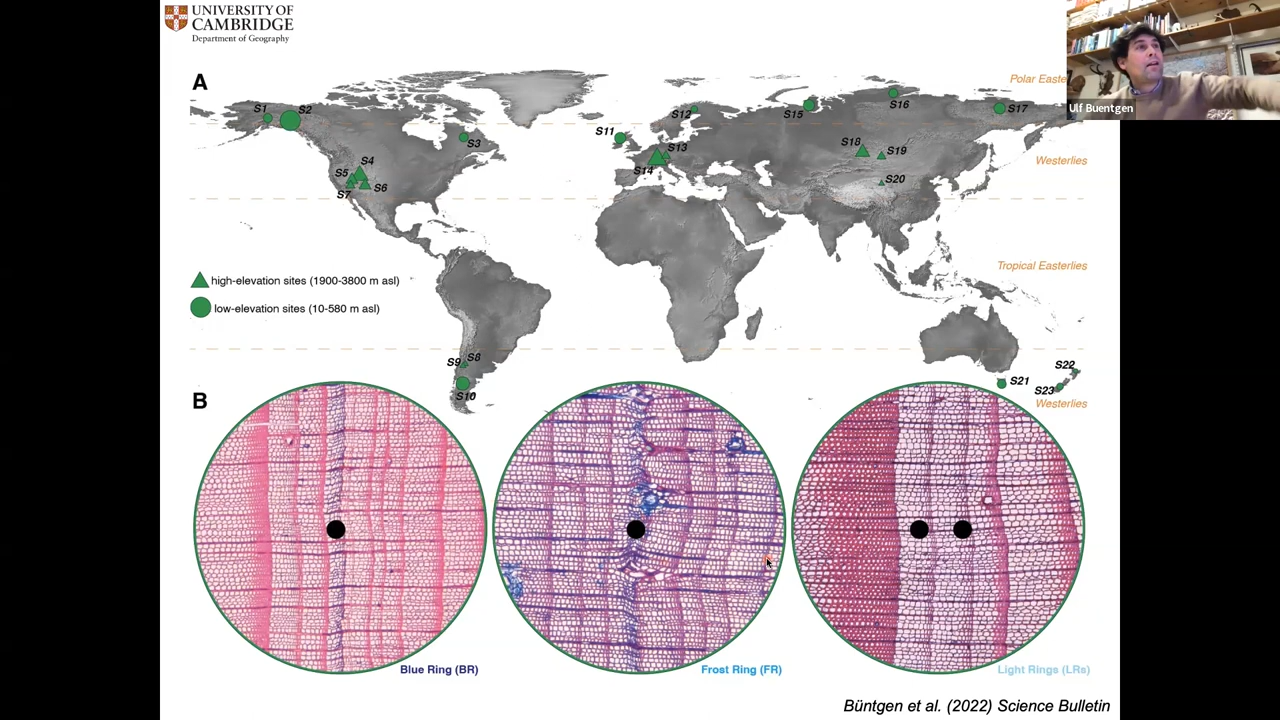 UNIVERSITY OF
CAMBRIDGE
Department of Geography
Ulf Buentgen
A
Polar Easte
S1
S2
S3
S4
S5
S6
S7
S11
S12
S13
S14
S15
S16
S17
S18
S19
S20
Westerlies
Tropical Easterlies
high-elevation sites (1900-3800 m asl)
low-elevation sites (10-580 m asl)
S9
S8
S10
S21
S22
S23
Westerlies
B
Blue Ring (BR)
Frost Ring (FR)
Light Rings (LRs)
Büntgen et al. (2022) Science Bulletin